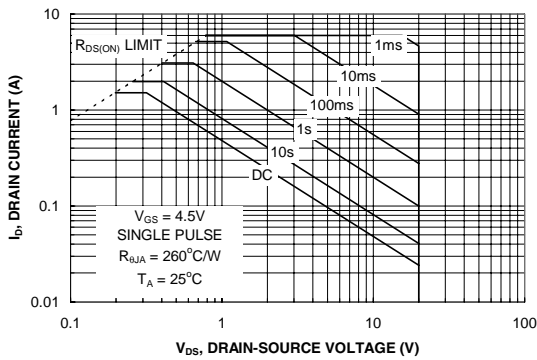 10
1
0.1
0.01
I_D, DRAIN CURRENT (A)
R_DS(ON) LIMIT
1ms
10ms
100ms
1s
10s
DC
V_GS = 4.5V
SINGLE PULSE
R_θJA = 260°C/W
T_A = 25°C
0.1 1 10 100
V_DS, DRAIN-SOURCE VOLTAGE (V)